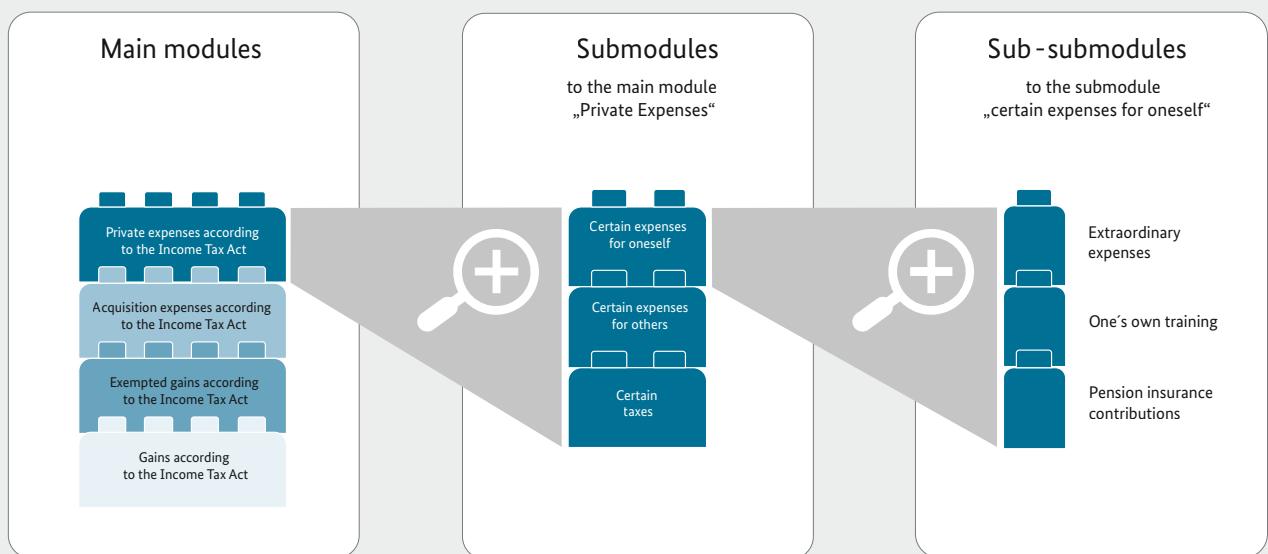 Main modules
Private expenses according
to the Income Tax Act
Acquisition expenses according
to the Income Tax Act
Exempted gains according
to the Income Tax Act
Gains according
to the Income Tax Act
Submodules
to the main module
„Private Expenses“
Certain expenses
for oneself
Certain expenses
for others
Certain
taxes
Sub-submodules
to the submodule
„certain expenses for oneself“
Extraordinary
expenses
One´s own training
Pension insurance
contributions